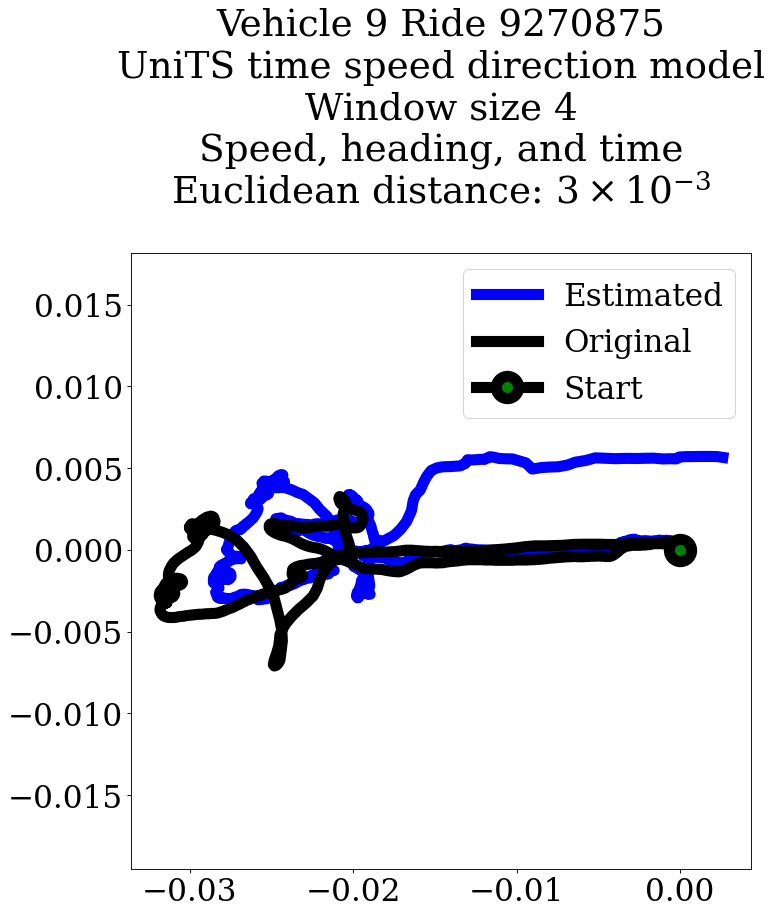 Vehicle 9 Ride 9270875
UniTS time speed direction model
Window size 4
Speed, heading, and time
Euclidean distance: 3 × 10⁻³
Estimated
Original
Start
0.015
0.010
0.005
0.000
−0.005
−0.010
−0.015
−0.03
−0.02
−0.01
0.00